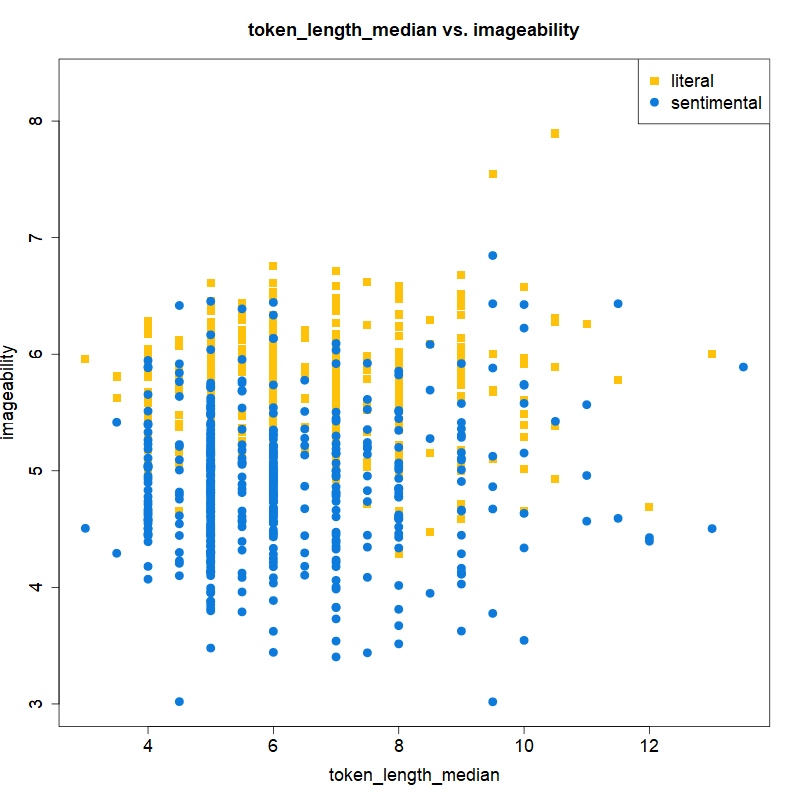 token_length_median vs. imageability
literal
sentimental
8
7
6
5
4
3
imageability
4 6 8 10 12
token_length_median